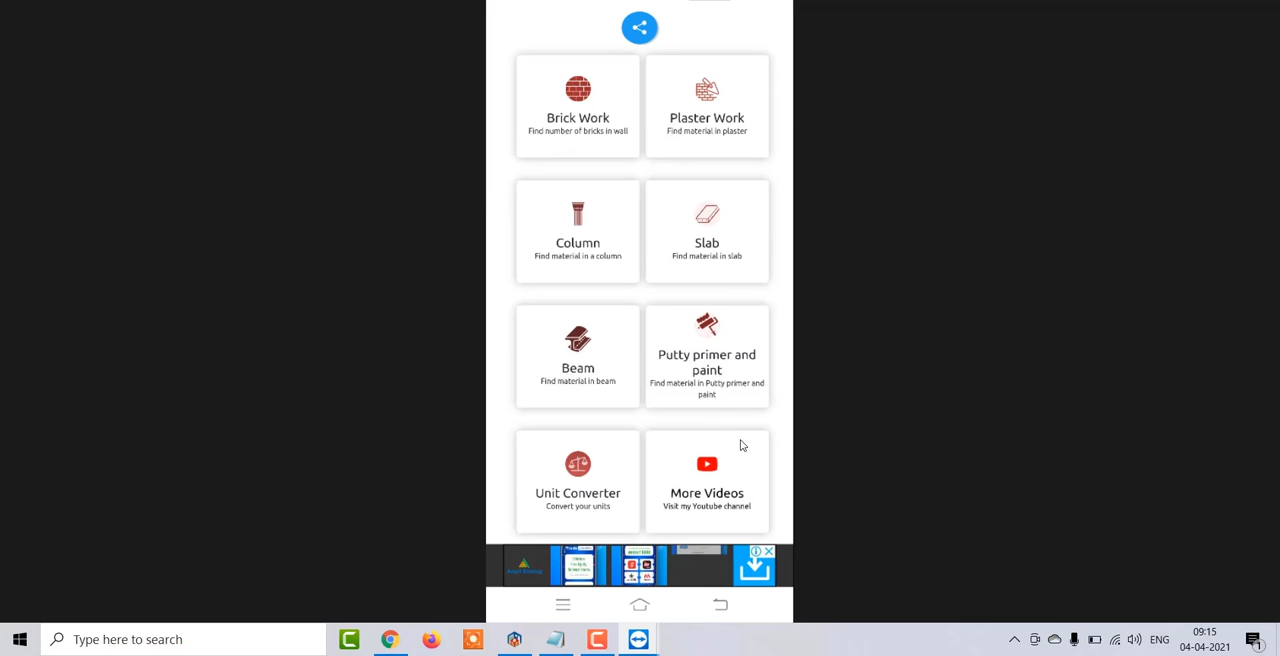 Brick Work
Find number of bricks in wall
Plaster Work
Find material in plaster
Column
Find material in a column
Slab
Find material in slab
Beam
Find material in beam
Putty primer and
paint
Find material in Putty primer and
paint
Unit Converter
Convert your units
More Videos
Visit my Youtube channel
Type here to search
ENG
09:15
04-04-2021
1